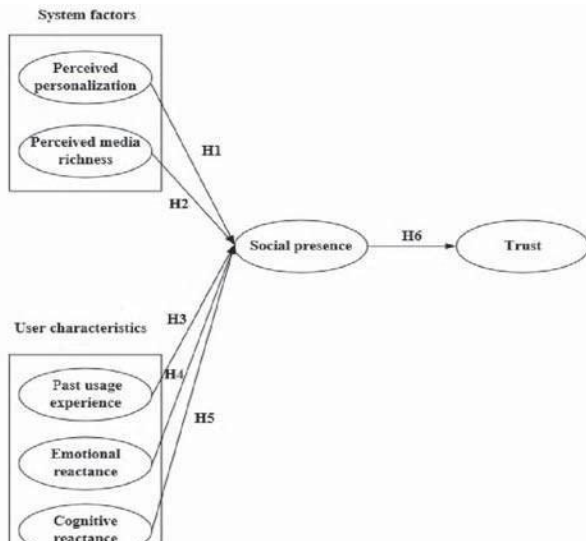 System factors
Perceived
personalization
Perceived media
richness
H1
H2
Social presence
H6
Trust
User characteristics
H3
H4
H5
Past usage
experience
Emotional
reactance
Cognitive
reactance